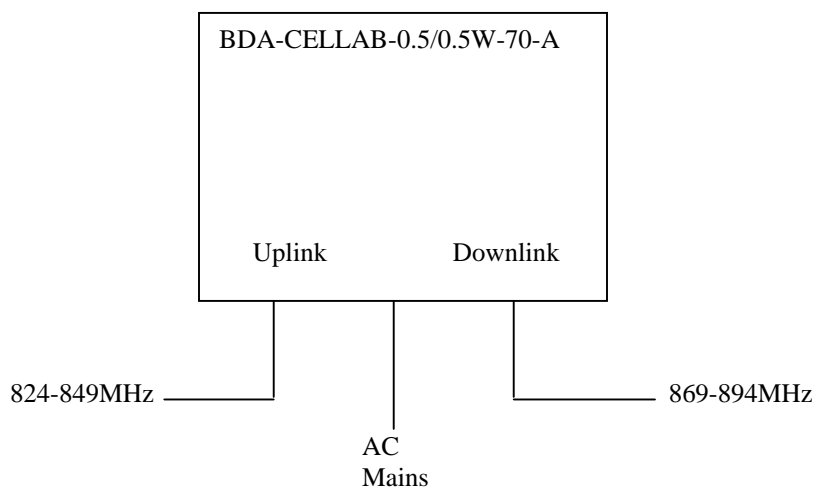 BDA-CELLAB-0.5/0.5W-70-A
Uplink Downlink
824-849MHz 869-894MHz
AC
Mains